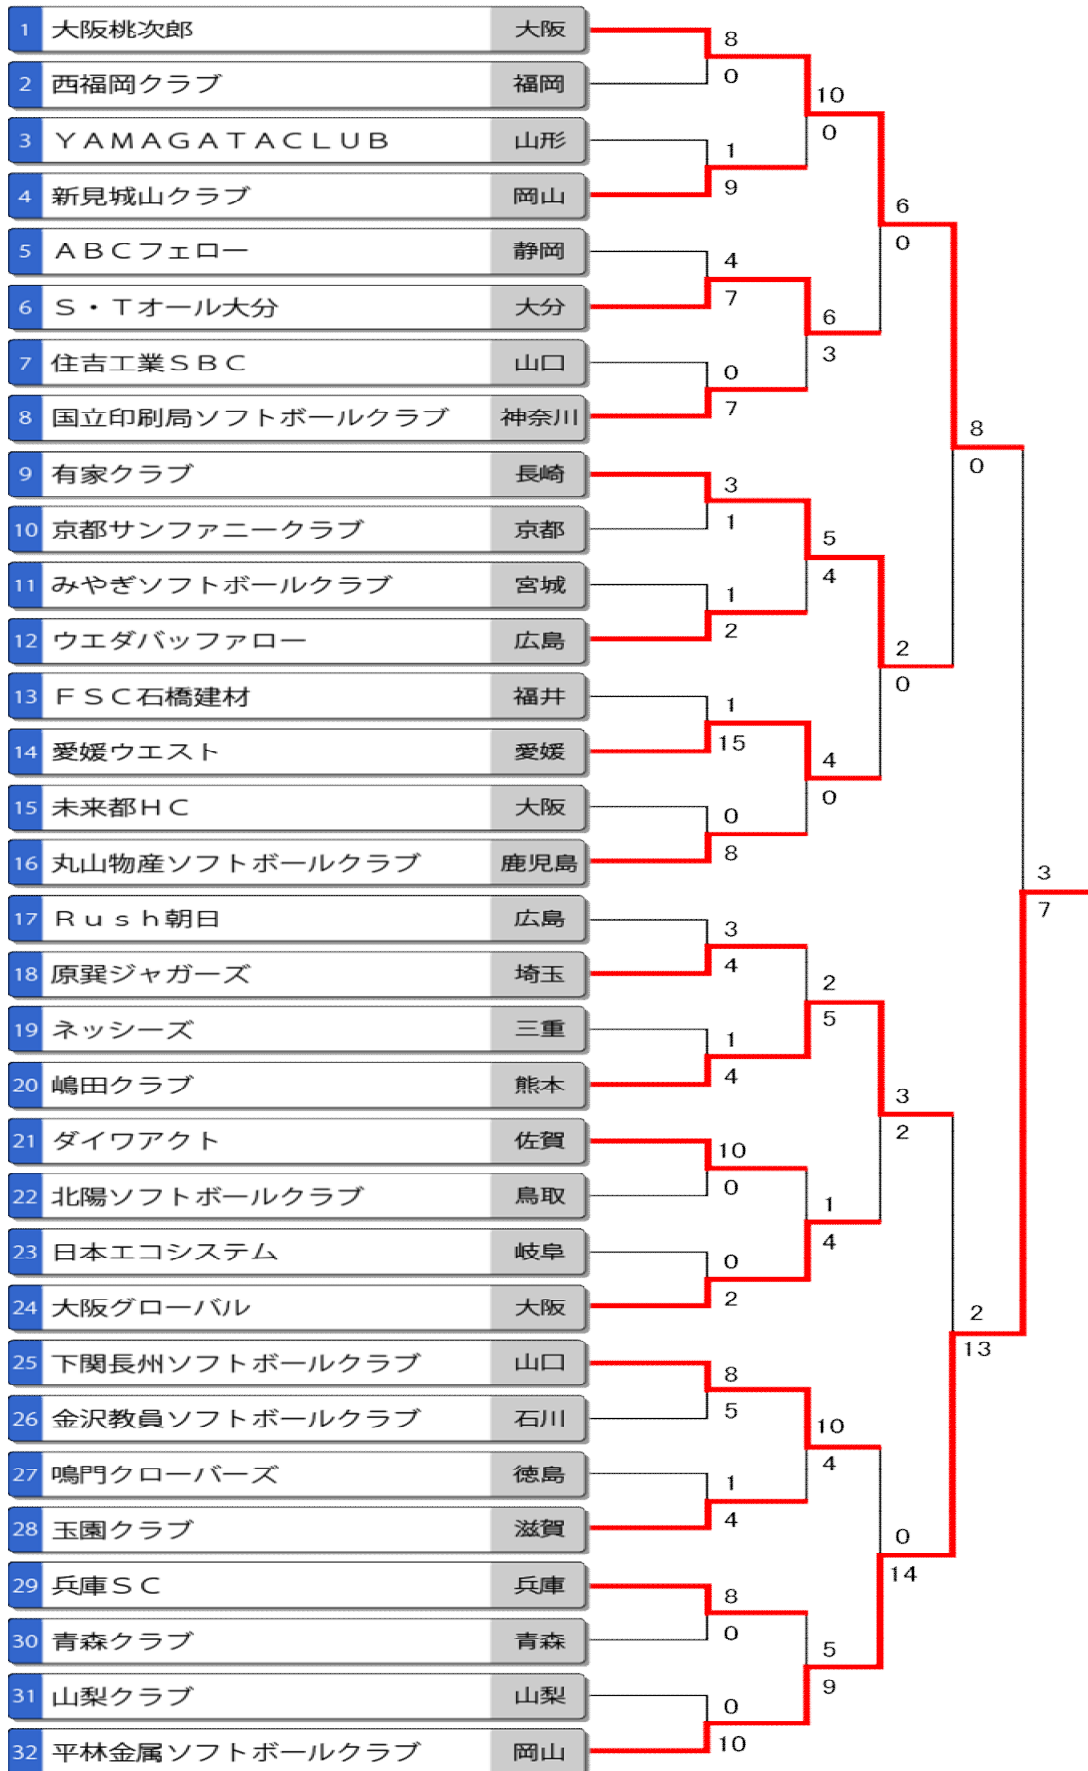 1 大阪桃次郎 大阪
8
2 西福岡クラブ 福岡
0
10
3 ＹＡＭＡＧＡＴＡＣＬＵＢ 山形
0
1
4 新見城山クラブ 岡山
9
6
5 ＡＢＣフェロー 静岡
0
4
6 Ｓ・Ｔオール大分 大分
7
6
7 住吉工業ＳＢＣ 山口
3
0
8 国立印刷局ソフトボールクラブ 神奈川
7
8
9 有家クラブ 長崎
0
3
10 京都サンファニークラブ 京都
1
5
11 みやぎソフトボールクラブ 宮城
4
1
12 ウエダバッファロー 広島
2
2
13 ＦＳＣ石橋建材 福井
0
1
14 愛媛ウエスト 愛媛
15
4
15 未来都ＨＣ 大阪
0
0
16 丸山物産ソフトボールクラブ 鹿児島
8
3
17 Ｒｕｓｈ朝日 広島
7
3
18 原巽ジャガーズ 埼玉
4
2
19 ネッシーズ 三重
5
1
20 嶋田クラブ 熊本
4
3
21 ダイワアクト 佐賀
2
10
22 北陽ソフトボールクラブ 鳥取
0
1
23 日本エコシステム 岐阜
4
0
24 大阪グローバル 大阪
2
2
13
25 下関長州ソフトボールクラブ 山口
8
26 金沢教員ソフトボールクラブ 石川
5
10
27 鳴門クローバーズ 徳島
4
1
28 玉園クラブ 滋賀
4
0
14
29 兵庫ＳＣ 兵庫
8
30 青森クラブ 青森
0
5
31 山梨クラブ 山梨
9
0
32 平林金属ソフトボールクラブ 岡山
10